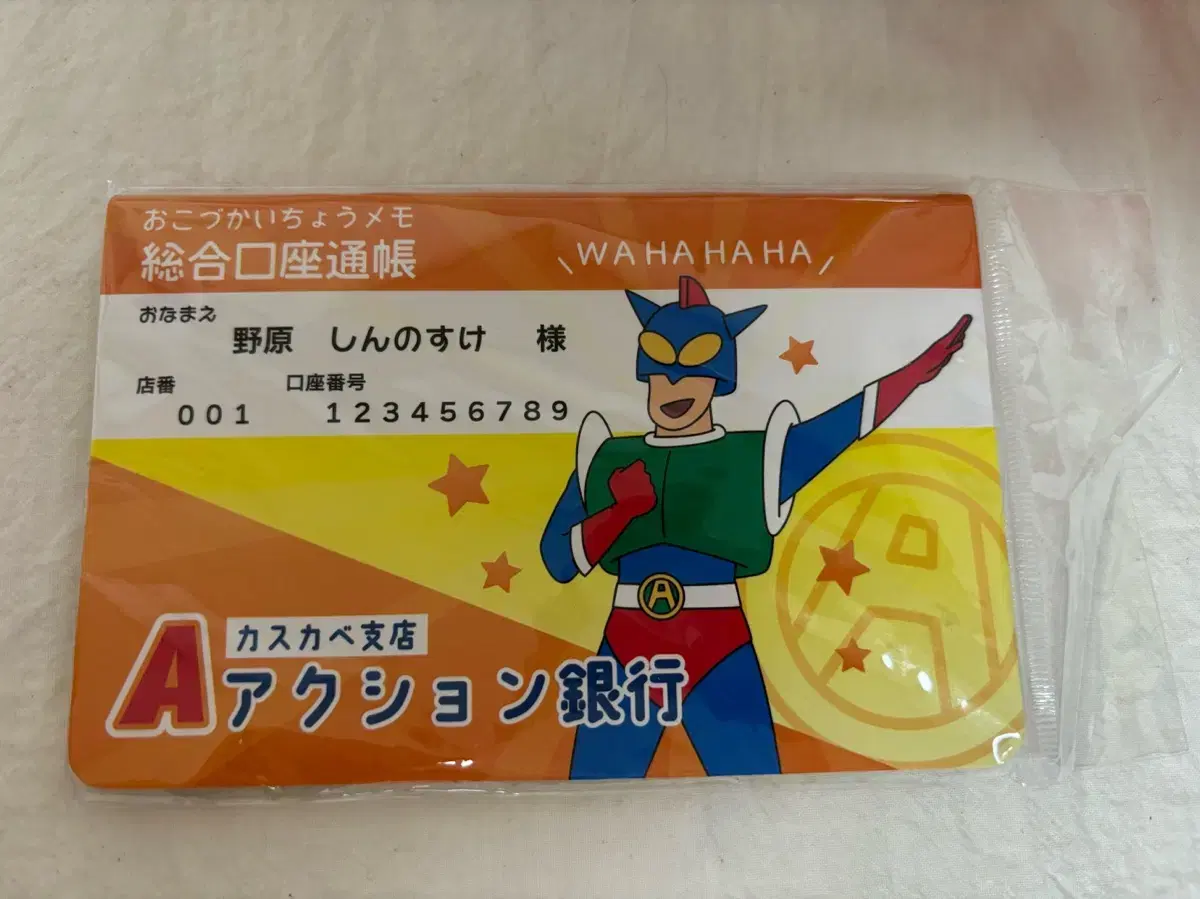 おこづかいちょうメモ
総合口座通帳
WAHAHAHA
おなまえ
野原 しんのすけ 様
店番 口座番号
001 123456789
カスカベ支店
A アクション銀行
A
A